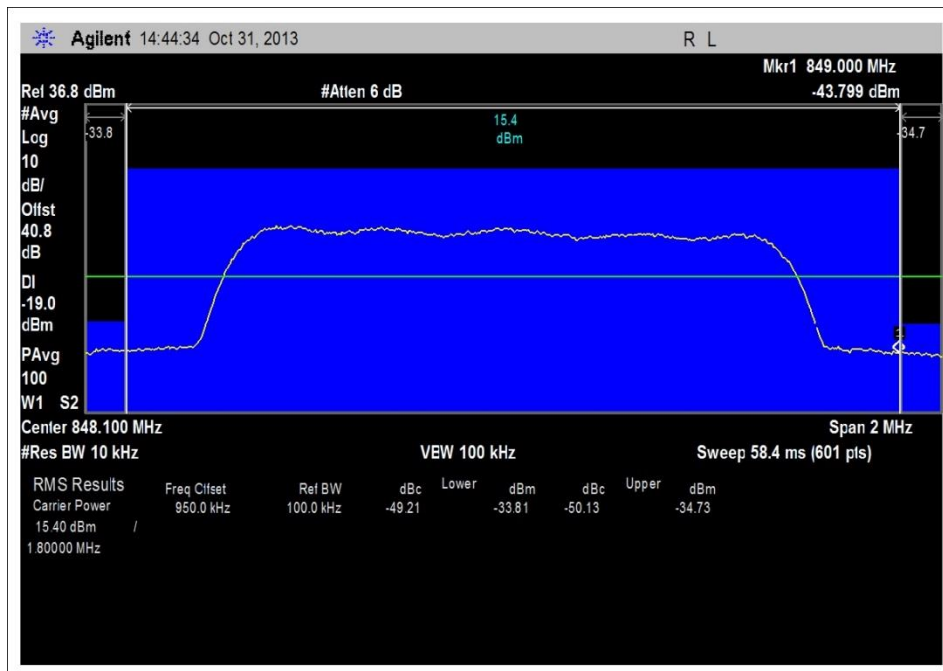 Agilent 14:44:34 Oct 31, 2013 R L
Mkr1 849.000 MHz
Ref 36.8 dBm #Atten 6 dB -43.799 dBm
#Avg
Log
10
dB/
Offst
40.8
dB
DI
-19.0
dBm
PAvg
100
W1 S2
-33.8
15.4
dBm
-34.7
1
Center 848.100 MHz Span 2 MHz
#Res BW 10 kHz VBW 100 kHz Sweep 58.4 ms (601 pts)
RMS Results Freq Offset Ref BW dBc Lower dBm dBc Upper dBm
Carrier Power 950.0 kHz 100.0 kHz -49.21 -33.81 -50.13 -34.73
15.40 dBm /
1.80000 MHz